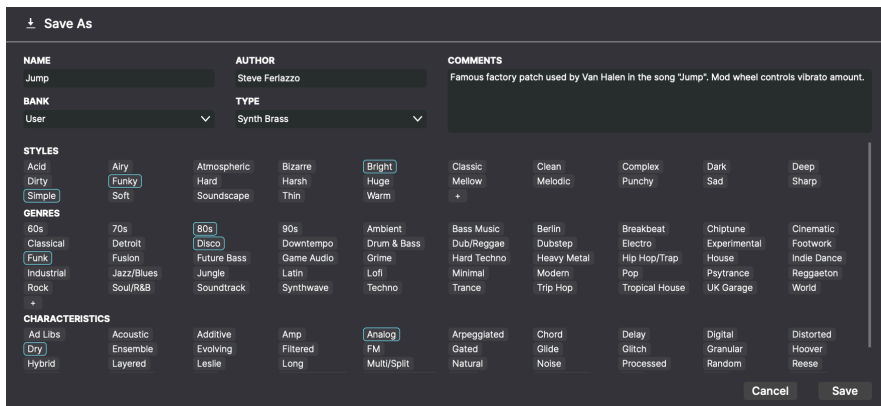 Save As
NAME AUTHOR COMMENTS
Jump Steve Ferlazzo Famous factory patch used by Van Halen in the song "Jump". Mod wheel controls vibrato amount.
BANK TYPE
User Synth Brass
STYLES
Acid Airy Atmospheric Bizarre Bright Classic Clean Complex Dark Deep
Dirty Funky Hard Harsh Huge Mellow Melodic Punchy Sad Sharp
Simple Soft Soundscape Thin Warm +
GENRES
60s 70s 80s 90s Ambient Bass Music Berlin Breakbeat Chiptune Cinematic
Classical Detroit Disco Downtempo Drum & Bass Dub/Reggae Dubstep Electro Experimental Footwork
Funk Fusion Future Bass Game Audio Grime Hard Techno Heavy Metal Hip Hop/Trap House Indie Dance
Industrial Jazz/Blues Jungle Latin Lofi Minimal Modern Pop Psytrance Reggaeton
Rock Soul/R&B Soundtrack Synthwave Techno Trance Trip Hop Tropical House UK Garage World
+
CHARACTERISTICS
Ad Libs Acoustic Additive Amp Analog Arpeggiated Chord Delay Digital Distorted
Dry Ensemble Evolving Filtered FM Gated Glide Glitch Granular Hoover
Hybrid Layered Leslie Long Multi/Split Natural Noise Processed Random Reese
Cancel Save